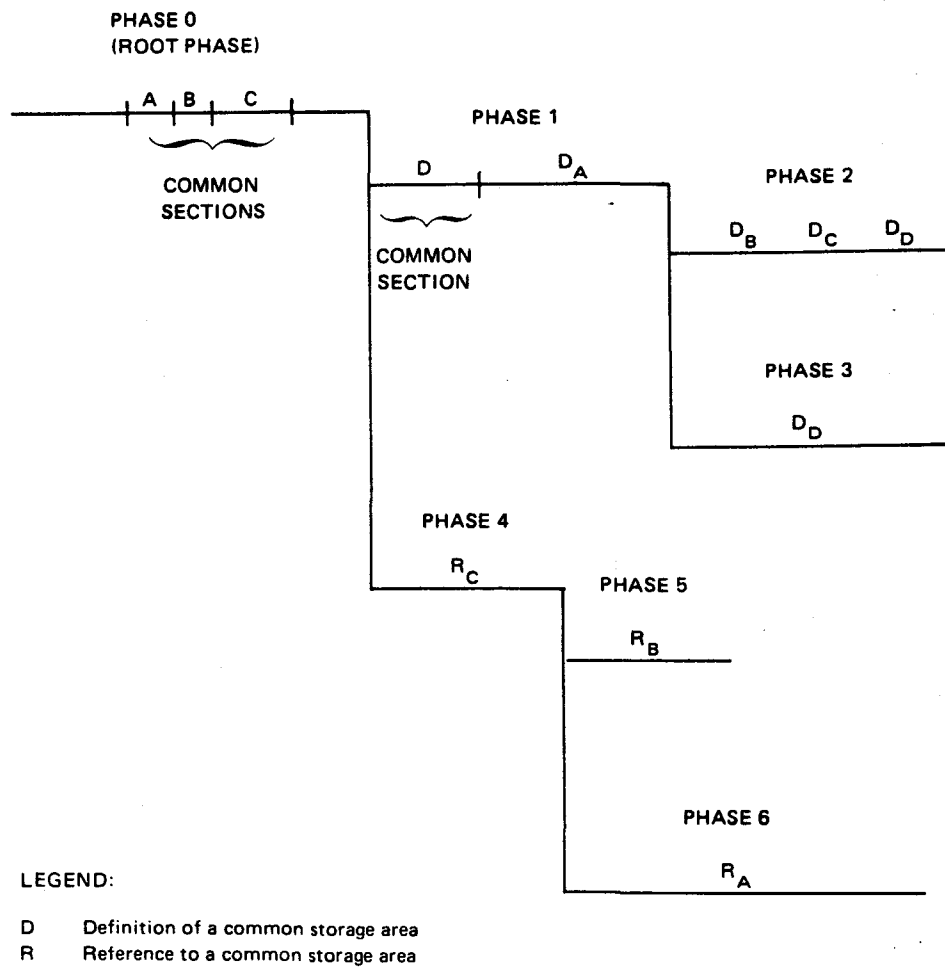 PHASE 0
(ROOT PHASE)
A B C
COMMON
SECTIONS
PHASE 1
D D_A
COMMON
SECTION
PHASE 2
D_B D_C D_D
PHASE 3
D_D
PHASE 4
R_C
PHASE 5
R_B
PHASE 6
R_A
LEGEND:
D Definition of a common storage area
R Reference to a common storage area